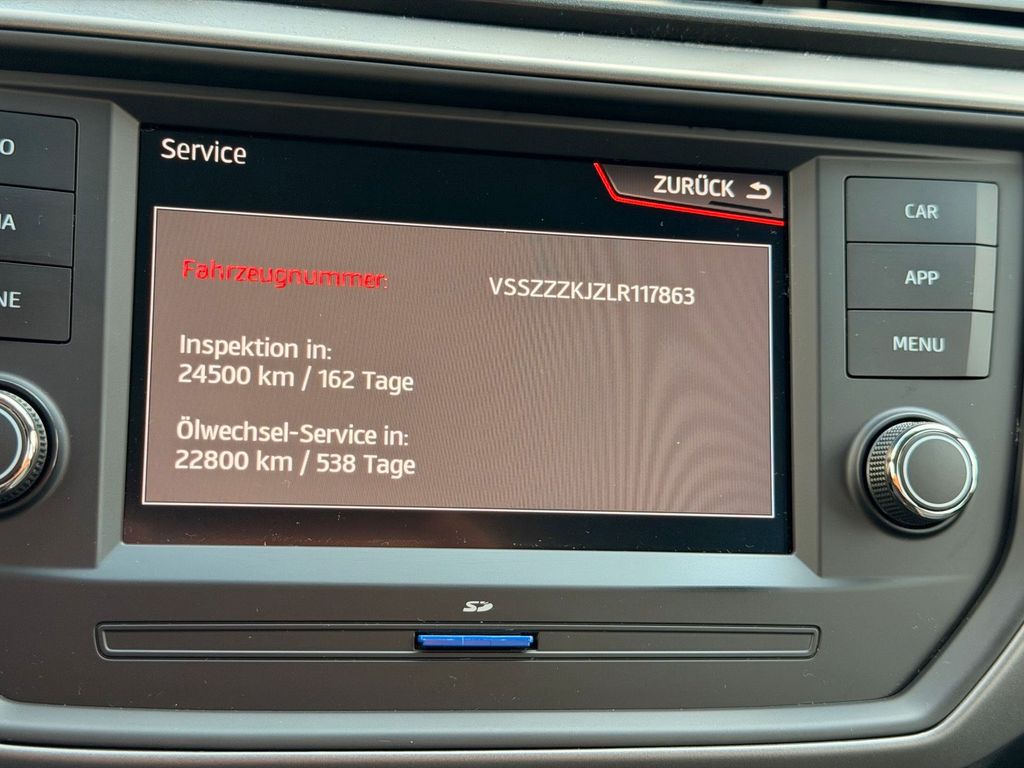 Service
ZURÜCK
Fahrzeugnummer: VSSZZZKJZLR117863
Inspektion in:
24500 km / 162 Tage
Ölwechsel-Service in:
22800 km / 538 Tage
CAR
APP
MENU
SD